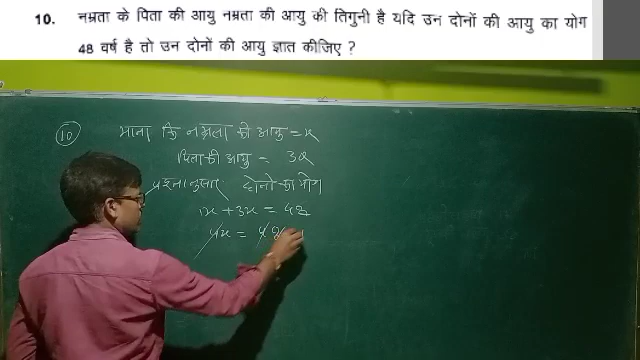 10. नम्रता के पिता की आयु नम्रता की आयु की तिगुनी है यदि उन दोनों की आयु का योग
48 वर्ष है तो उन दोनों की आयु ज्ञात कीजिए ?
10 माना कि नम्रता की आयु = x
पिता की आयु = 3x
प्रश्नानुसार, दोनो का योग
1x + 3x = 48
4x = 48